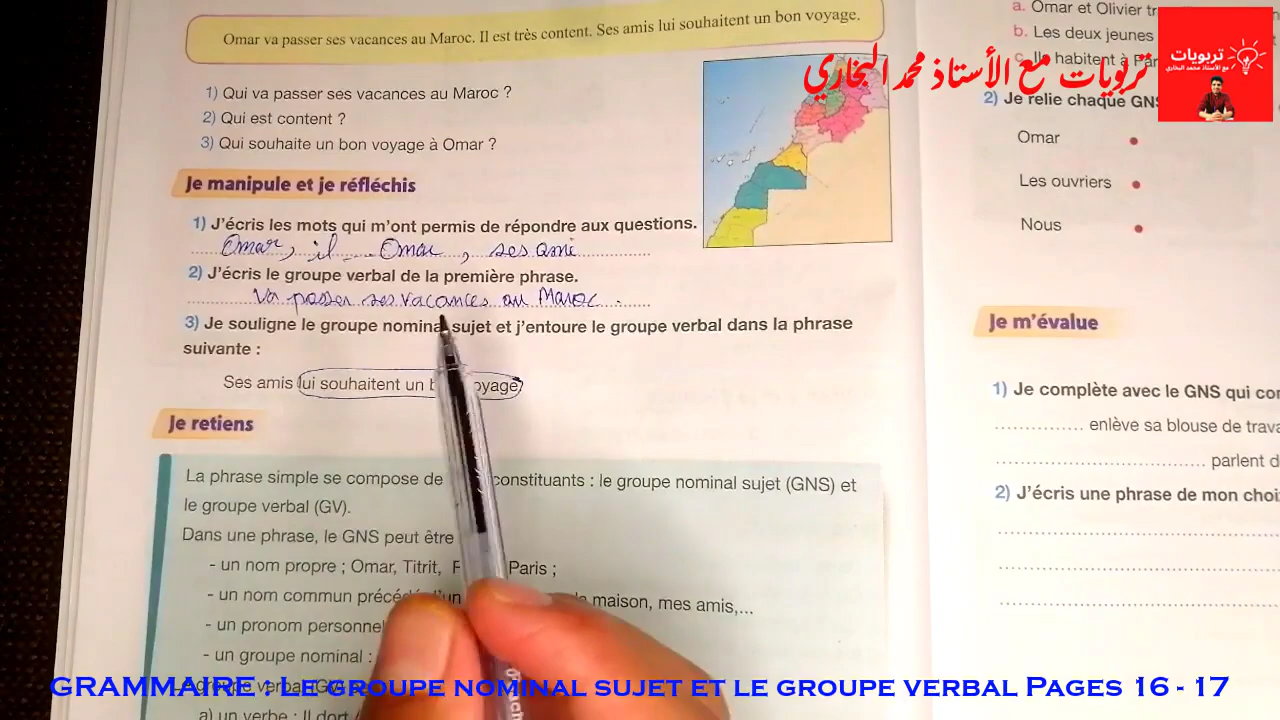 Omar va passer ses vacances au Maroc. Il est très content. Ses amis lui souhaitent un bon voyage.
1) Qui va passer ses vacances au Maroc ?
2) Qui est content ?
3) Qui souhaite un bon voyage à Omar ?
Je manipule et je réfléchis
1) J'écris les mots qui m'ont permis de répondre aux questions.
Omar, il Omar, ses ami
2) J'écris le groupe verbal de la première phrase.
Va passer ses vacances au Maroc.
3) Je souligne le groupe nominal sujet et j'entoure le groupe verbal dans la phrase
suivante :
Ses amis lui souhaitent un
Je retiens
La phrase simple se compose de constituants : le groupe nominal sujet (GNS) et
le groupe verbal (GV).
Dans une phrase, le GNS peut être
- un nom propre ; Omar, Titrit, Paris ;
- un nom commun précédé d'un maison, mes amis,...
- un pronom personnel
- un groupe nominal :
verbal (GV)
a) un verbe : Il dort
a. Omar et Olivier
b. Les deux jeunes
c. Ils habitent à
2) Je relie chaque GNS
Omar
Les ouvriers
Nous
Je m'évalue
1) Je complète avec le GNS qui
enlève sa blouse de
parlent
2) J'écris une phrase de mon
تربويات مع الأستاذ محمد البخاري
تربويات
مع الأستاذ محمد البخاري
GRAMMAIRE : LE GROUPE NOMINAL SUJET ET LE GROUPE VERBAL PAGES 16 - 17